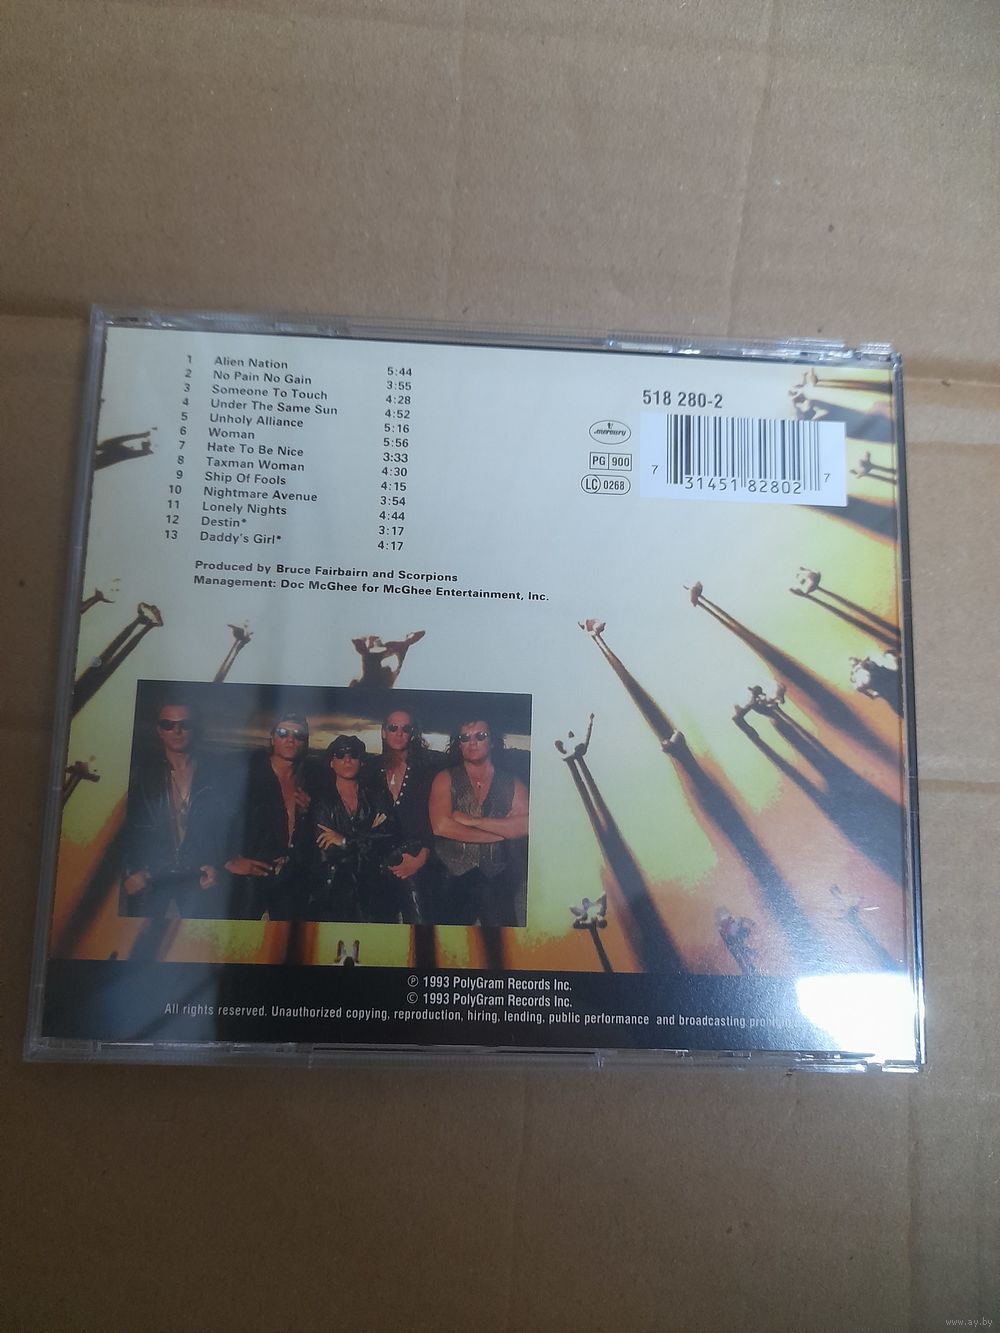 1 Alien Nation 5:44
2 No Pain No Gain 3:55
3 Someone To Touch 4:28
4 Under The Same Sun 4:52
5 Unholy Alliance 5:16
6 Woman 5:56
7 Hate To Be Nice 3:33
8 Taxman Woman 4:30
9 Ship Of Fools 4:15
10 Nightmare Avenue 3:54
11 Lonely Nights 4:44
12 Destin* 3:17
13 Daddy's Girl* 4:17
Produced by Bruce Fairbairn and Scorpions
Management: Doc McGhee for McGhee Entertainment, Inc.
518 280-2
mercury
PG 900
LC 0268
7 31451 82802 7
℗ 1993 PolyGram Records Inc.
© 1993 PolyGram Records Inc.
All rights reserved. Unauthorized copying, reproduction, hiring, lending, public performance and broadcasting
www.ay.by